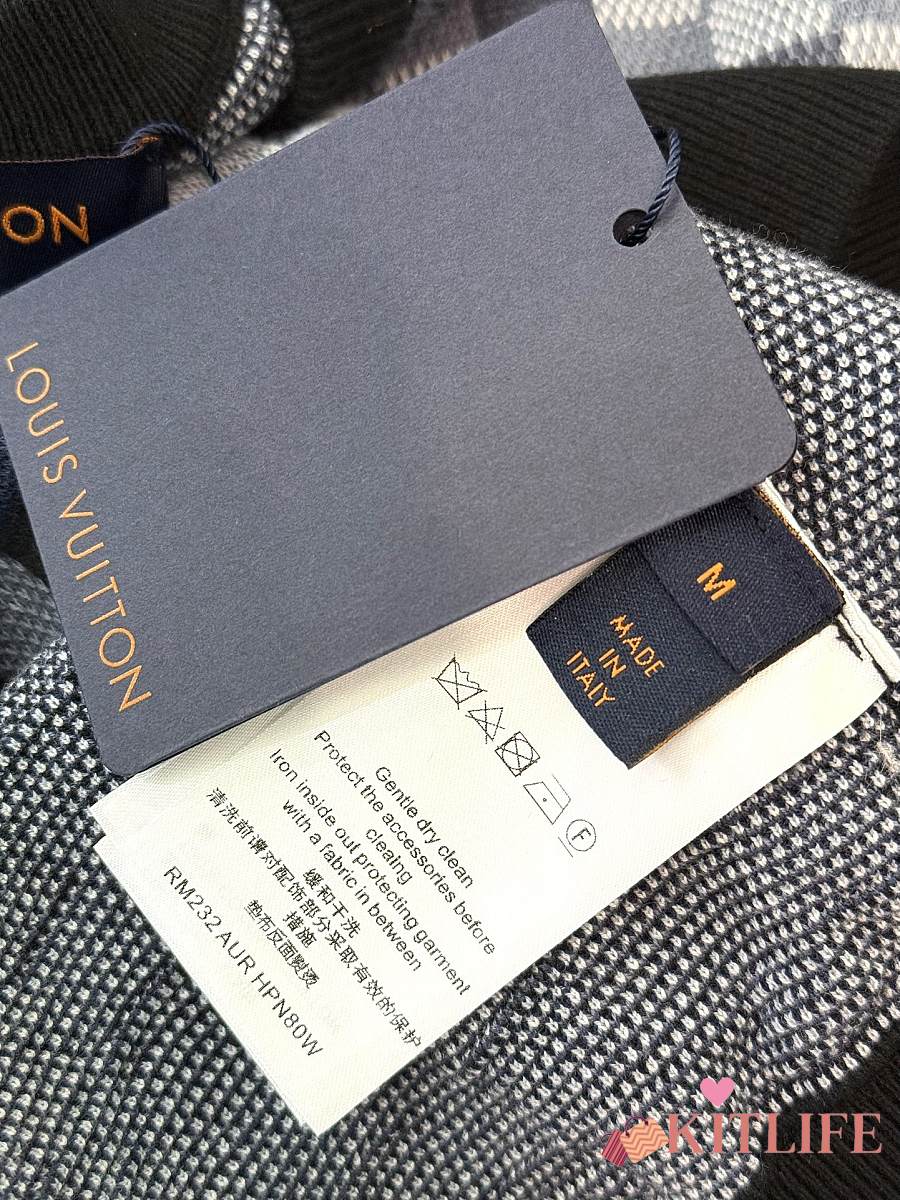 ON
LOUIS VUITTON
M
MADE
IN
ITALY
F
Gentle dry clean
Protect the accessories before
clealng
Iron inside out protecting garment
with a fabric in between
缓和干洗
清洗前请对配饰部分采取有效的保护
措施
垫布反面熨烫
RM232 AUR HPN80W
KITLIFE